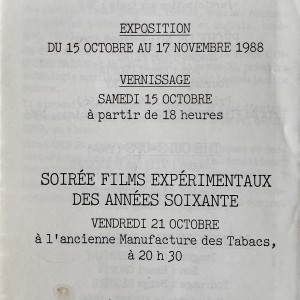 EXPOSITION
DU 15 OCTOBRE AU 17 NOVEMBRE 1988
VERNISSAGE
SAMEDI 15 OCTOBRE
à partir de 18 heures
SOIRÉE FILMS EXPÉRIMENTAUX
DES ANNÉES SOIXANTE
VENDREDI 21 OCTOBRE
à l'ancienne Manufacture des Tabacs,
à 20 h 30